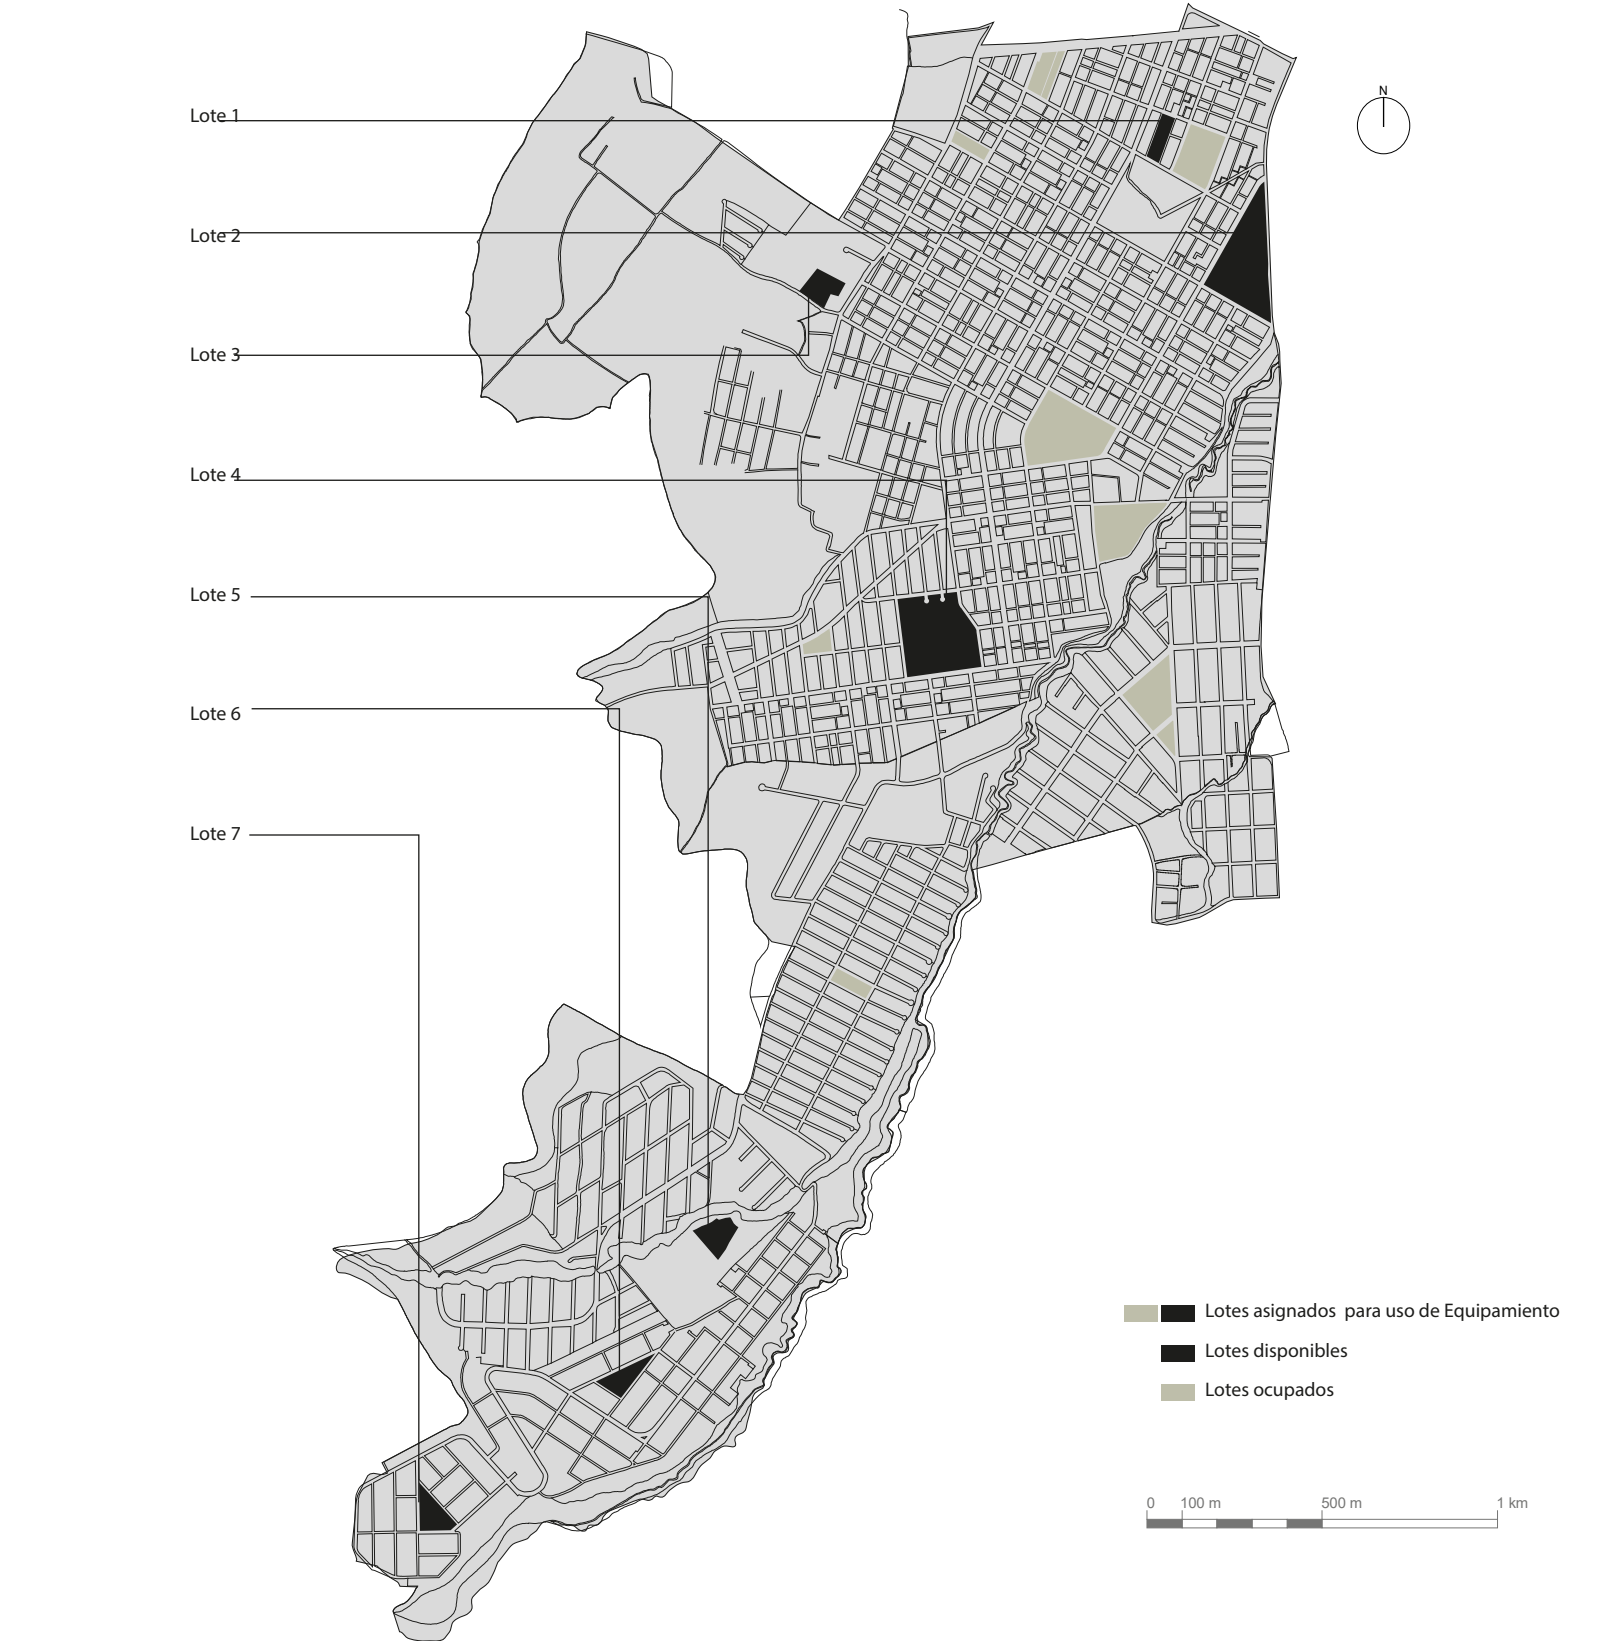 N
Lote 1
Lote 2
Lote 3
Lote 4
Lote 5
Lote 6
Lote 7
Lotes asignados para uso de Equipamiento
Lotes disponibles
Lotes ocupados
0 100 m 500 m 1 km